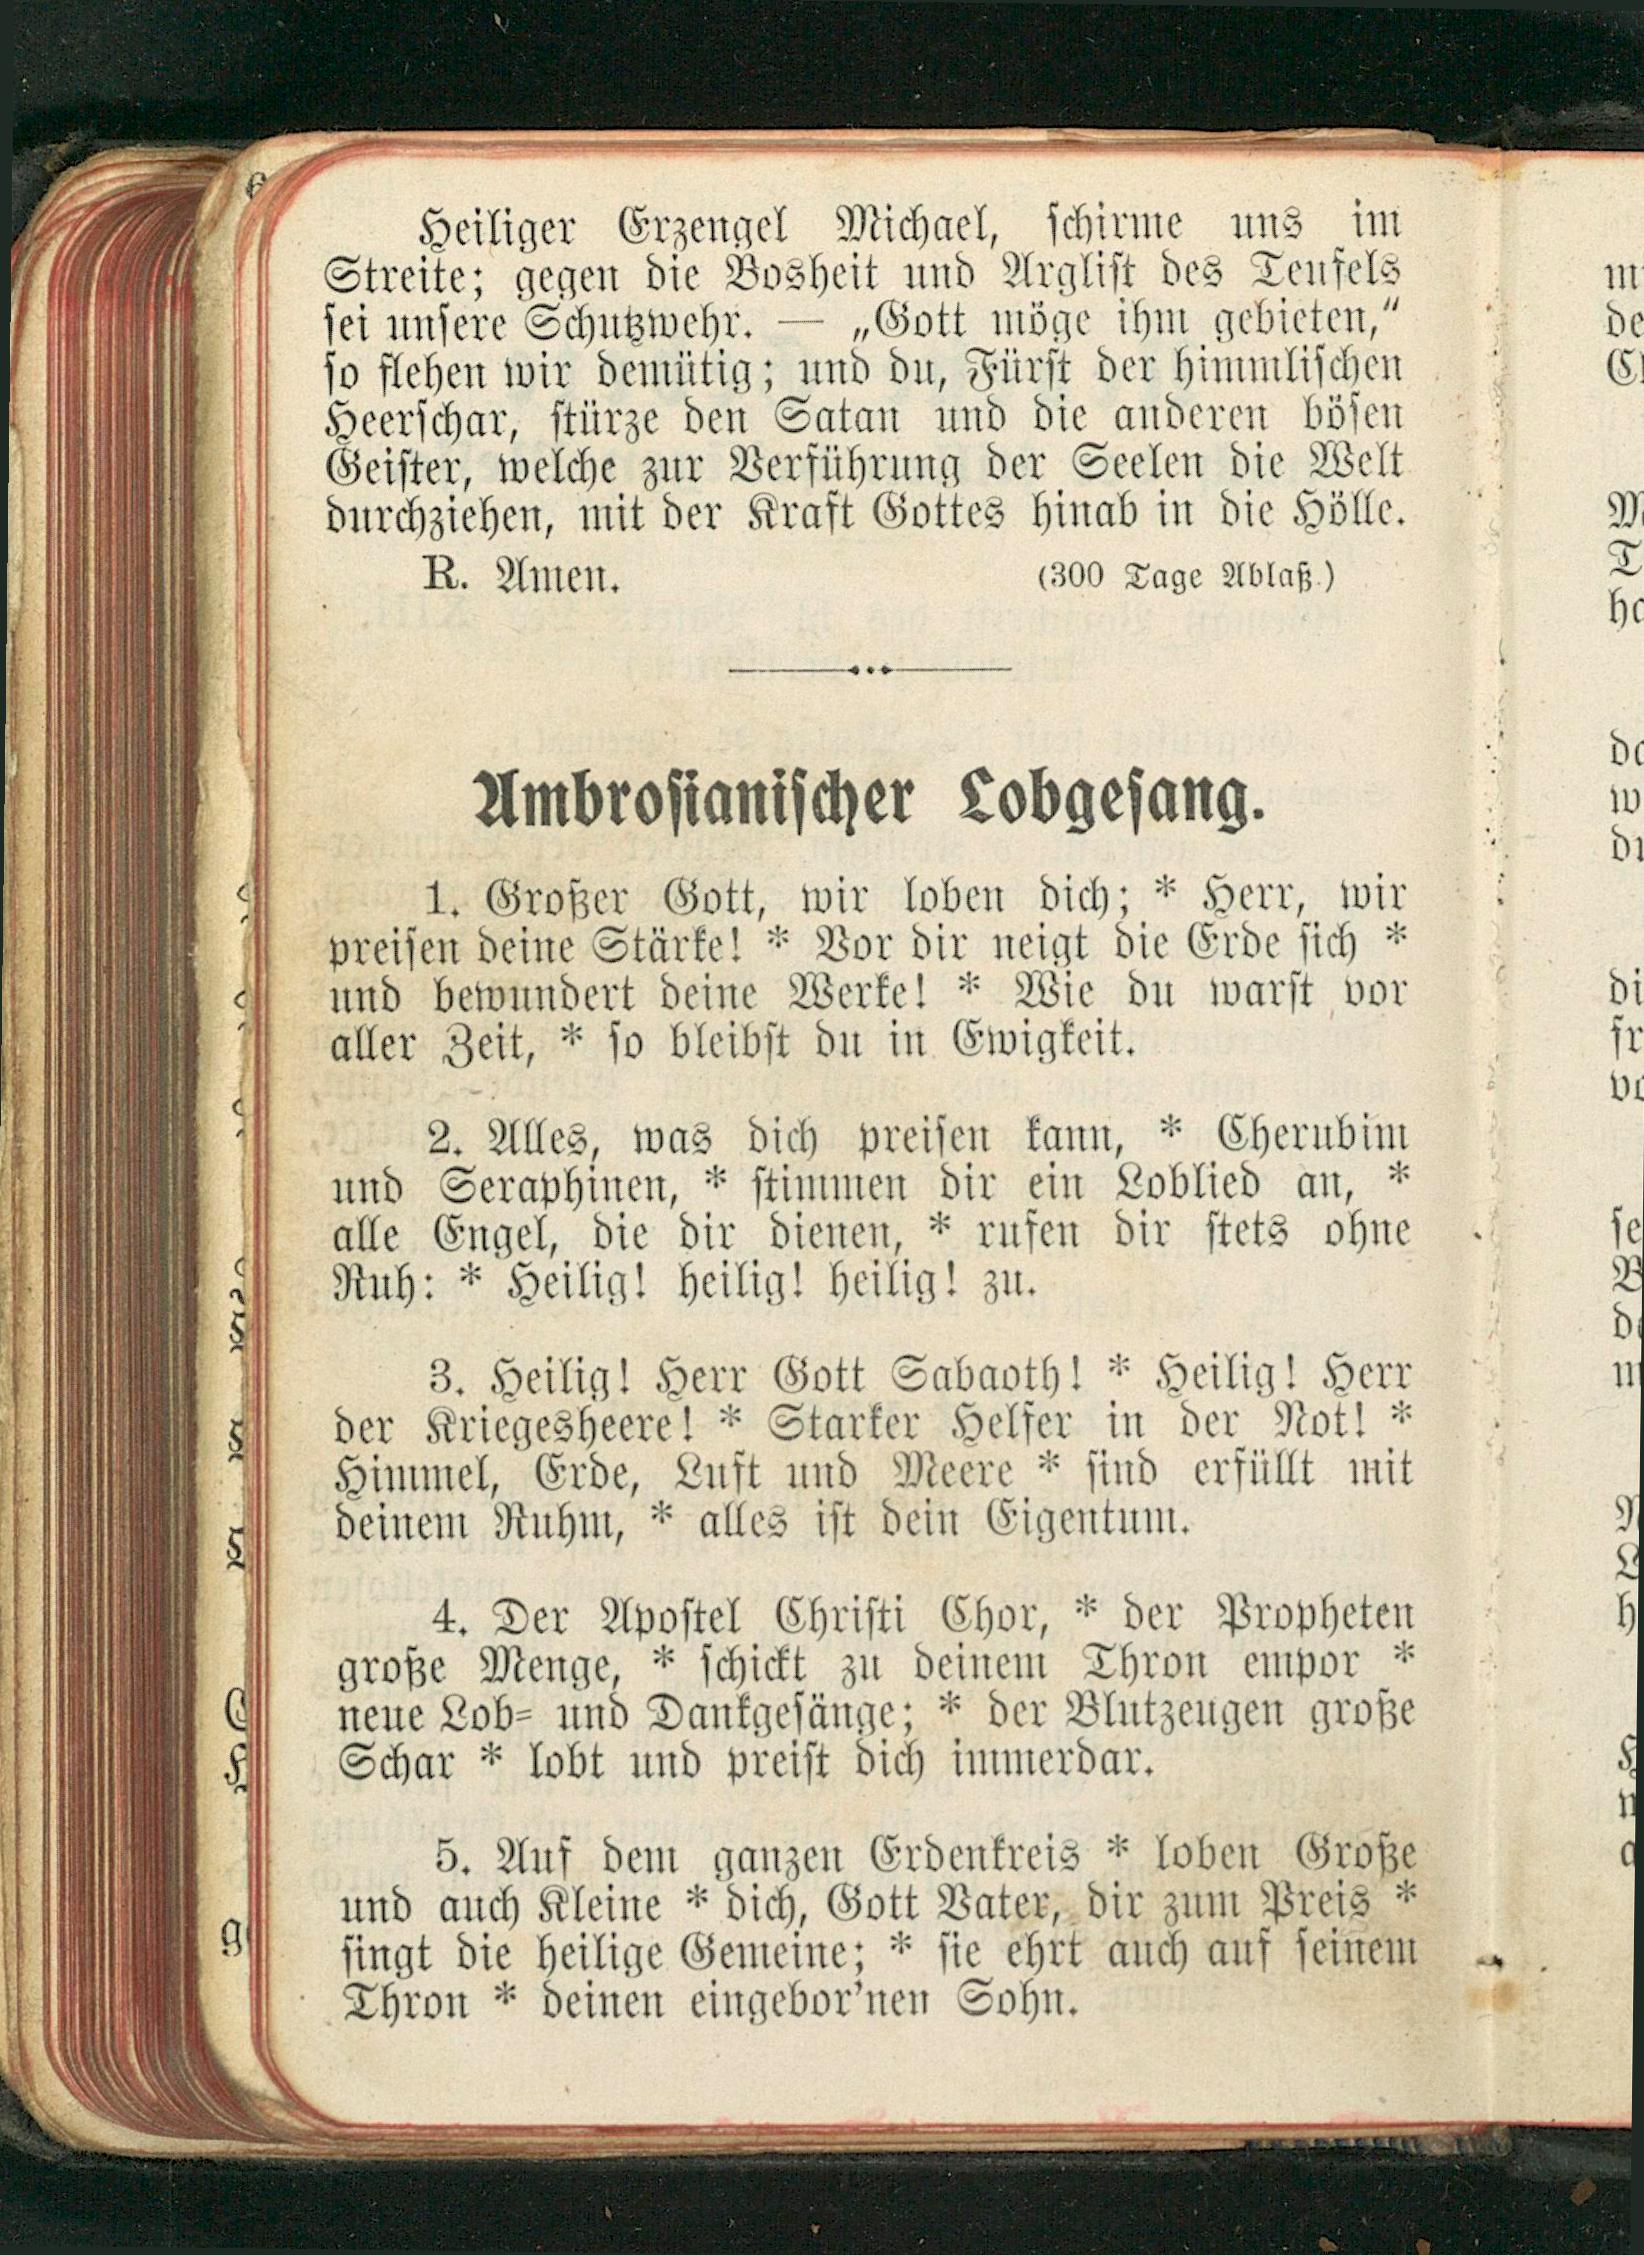 Heiliger Erzengel Michael, schirme uns im
Streite; gegen die Bosheit und Arglist des Teufels
sei unsere Schutzwehr. — „Gott möge ihm gebieten,“
so flehen wir demütig; und du, Fürst der himmlischen
Heerschar, stürze den Satan und die anderen bösen
Geister, welche zur Verführung der Seelen die Welt
durchziehen, mit der Kraft Gottes hinab in die Hölle.
R. Amen. (300 Tage Ablaß.)
Ambrosianischer Lobgesang.
1. Großer Gott, wir loben dich; * Herr, wir
preisen deine Stärke! * Vor dir neigt die Erde sich *
und bewundert deine Werke! * Wie du warst vor
aller Zeit, * so bleibst du in Ewigkeit.
2. Alles, was dich preisen kann, * Cherubim
und Seraphinen, * stimmen dir ein Loblied an, *
alle Engel, die dir dienen, * rufen dir stets ohne
Ruh: * Heilig! heilig! heilig! zu.
3. Heilig! Herr Gott Sabaoth! * Heilig! Herr
der Kriegesheere! * Starker Helfer in der Not! *
Himmel, Erde, Luft und Meere * sind erfüllt mit
deinem Ruhm, * alles ist dein Eigentum.
4. Der Apostel Christi Chor, * der Propheten
große Menge, * schickt zu deinem Thron empor *
neue Lob- und Dankgesänge; * der Blutzeugen große
Schar * lobt und preist dich immerdar.
5. Auf dem ganzen Erdenkreis * loben Große
und auch Kleine * dich, Gott Vater, dir zum Preis *
singt die heilige Gemeine; * sie ehrt auch auf seinem
Thron * deinen eingebor'nen Sohn.